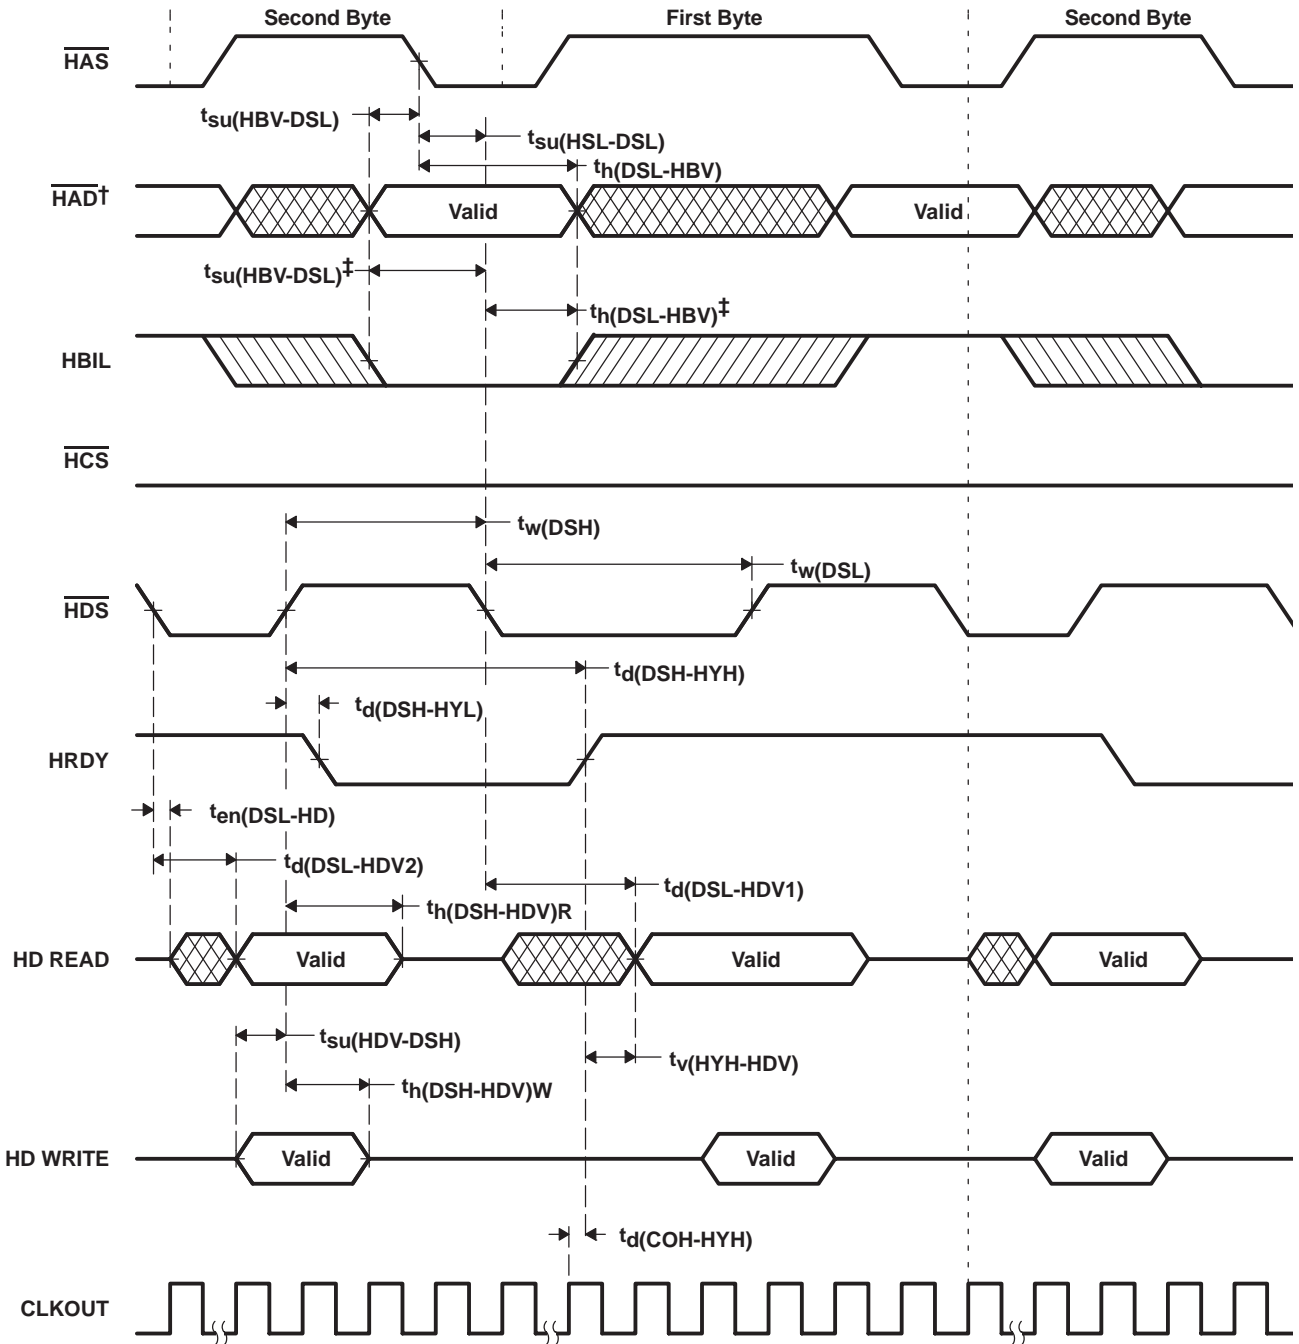 Second Byte First Byte Second Byte
HAS
tsu(HBV-DSL)
tsu(HSL-DSL)
th(DSL-HBV)
HAD† Valid Valid
tsu(HBV-DSL)‡
th(DSL-HBV)‡
HBIL
HCS
tw(DSH)
tw(DSL)
HDS
td(DSH-HYH)
td(DSH-HYL)
HRDY
ten(DSL-HD)
td(DSL-HDV2)
td(DSL-HDV1)
th(DSH-HDV)R
HD READ Valid Valid Valid
tsu(HDV-DSH)
tv(HYH-HDV)
th(DSH-HDV)W
HD WRITE Valid Valid Valid
td(COH-HYH)
CLKOUT